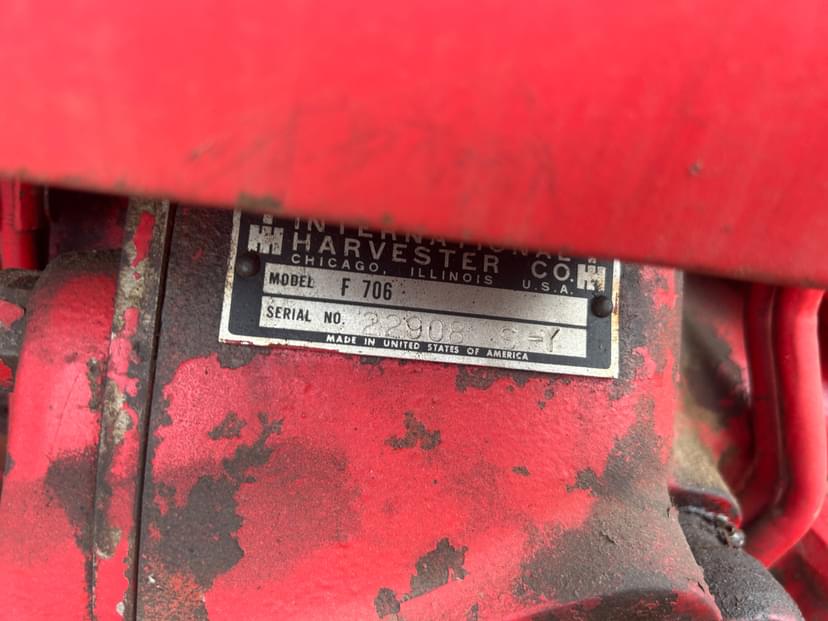 INTERNATIONAL
HARVESTER CO.
CHICAGO, ILLINOIS U.S.A.
MODEL F 706
SERIAL NO. 22908 S-Y
MADE IN UNITED STATES OF AMERICA